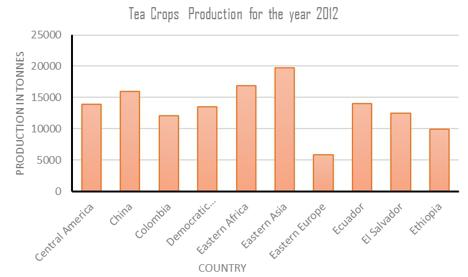 Tea Crops Production for the year 2012
PRODUCTION IN TONNES
25000
20000
15000
10000
5000
0
Central America
China
Colombia
Democratic...
Eastern Africa
Eastern Asia
Eastern Europe
Ecuador
El Salvador
Ethiopia
COUNTRY